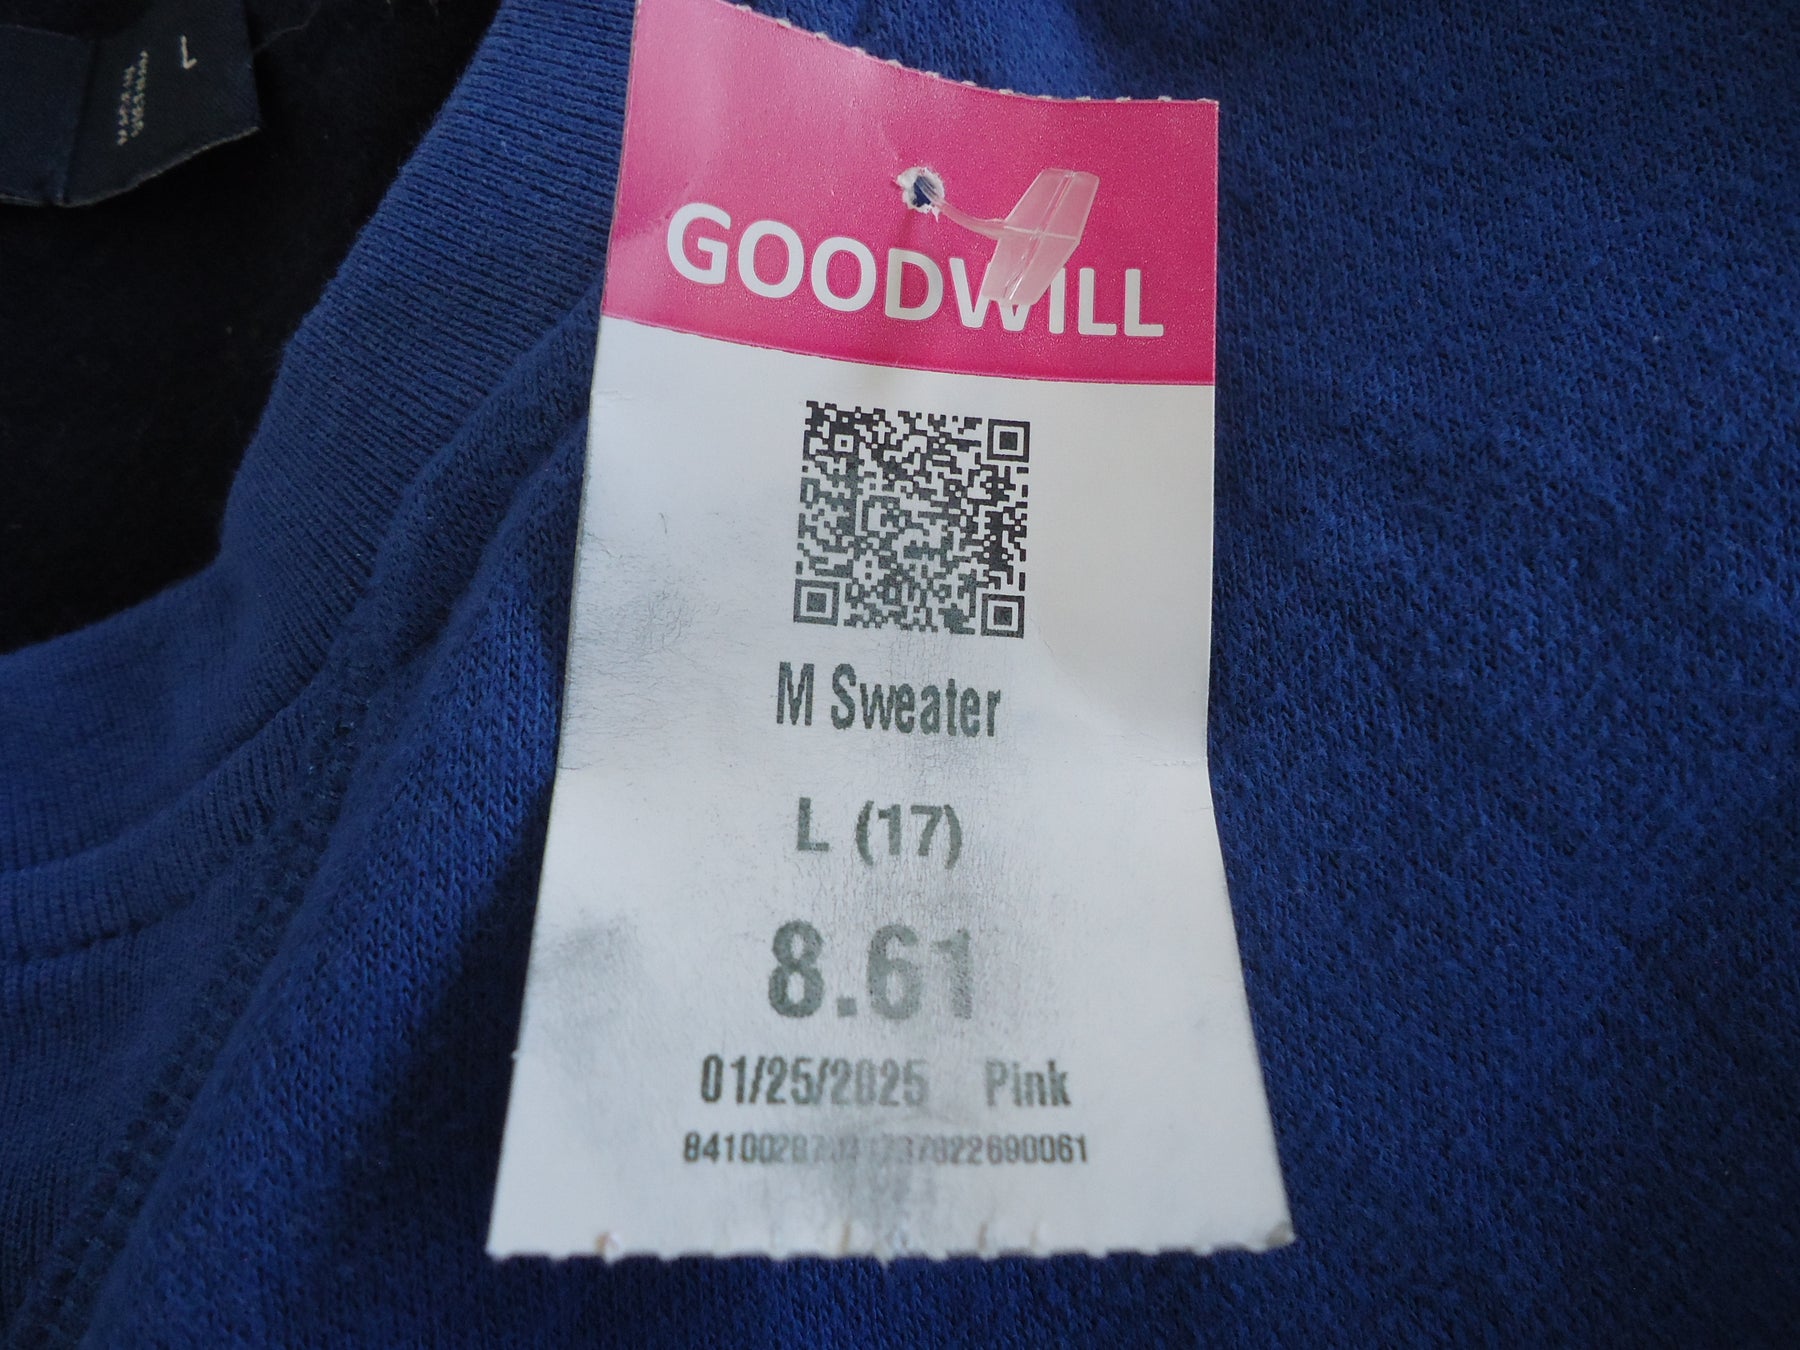 GOODWILL
M Sweater
L (17)
8.61
01/25/2025 Pink